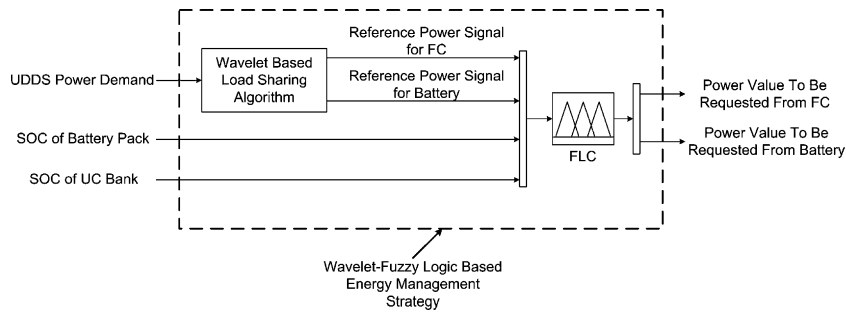 Reference Power Signal
for FC
Wavelet Based
Load Sharing
Algorithm
UDDS Power Demand
Reference Power Signal
for Battery
Power Value To Be
Requested From FC
SOC of Battery Pack
Power Value To Be
Requested From Battery
FLC
SOC of UC Bank
Wavelet-Fuzzy Logic Based
Energy Management
Strategy